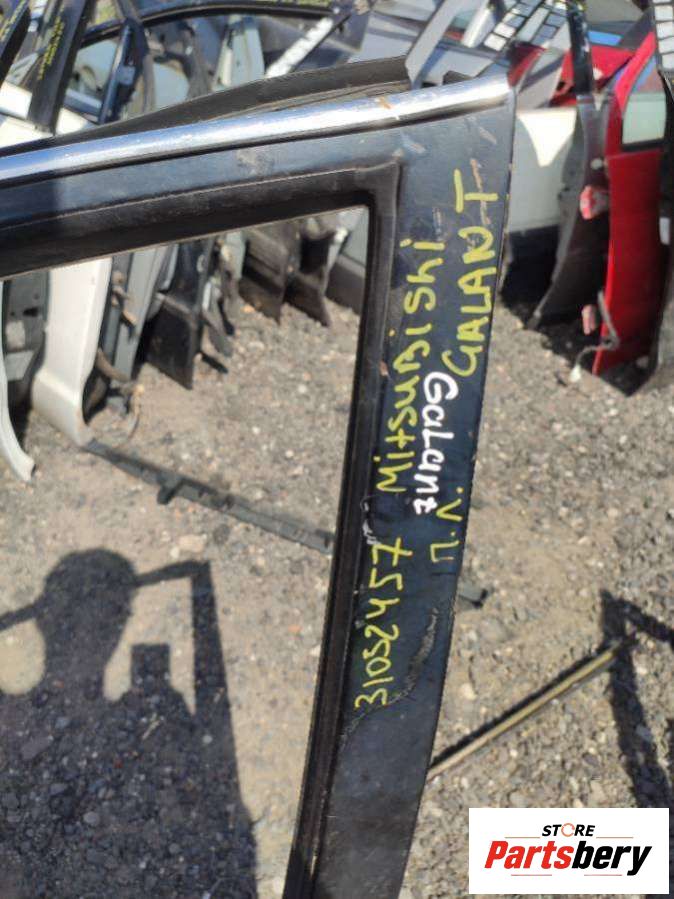 31052457 MitsuBiShi
GaLant
П.Л. GALANT
STORE
Partsbery